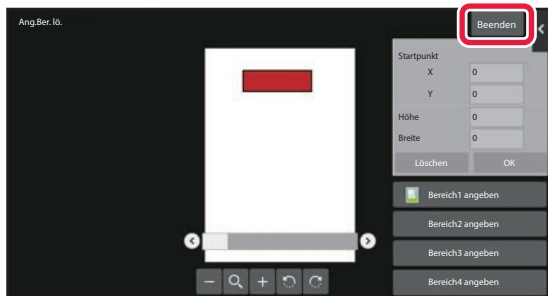 Ang.Ber. lö.
Beenden
Startpunkt
X 0
Y 0
Höhe 0
Breite 0
Löschen OK
Bereich1 angeben
Bereich2 angeben
Bereich3 angeben
Bereich4 angeben